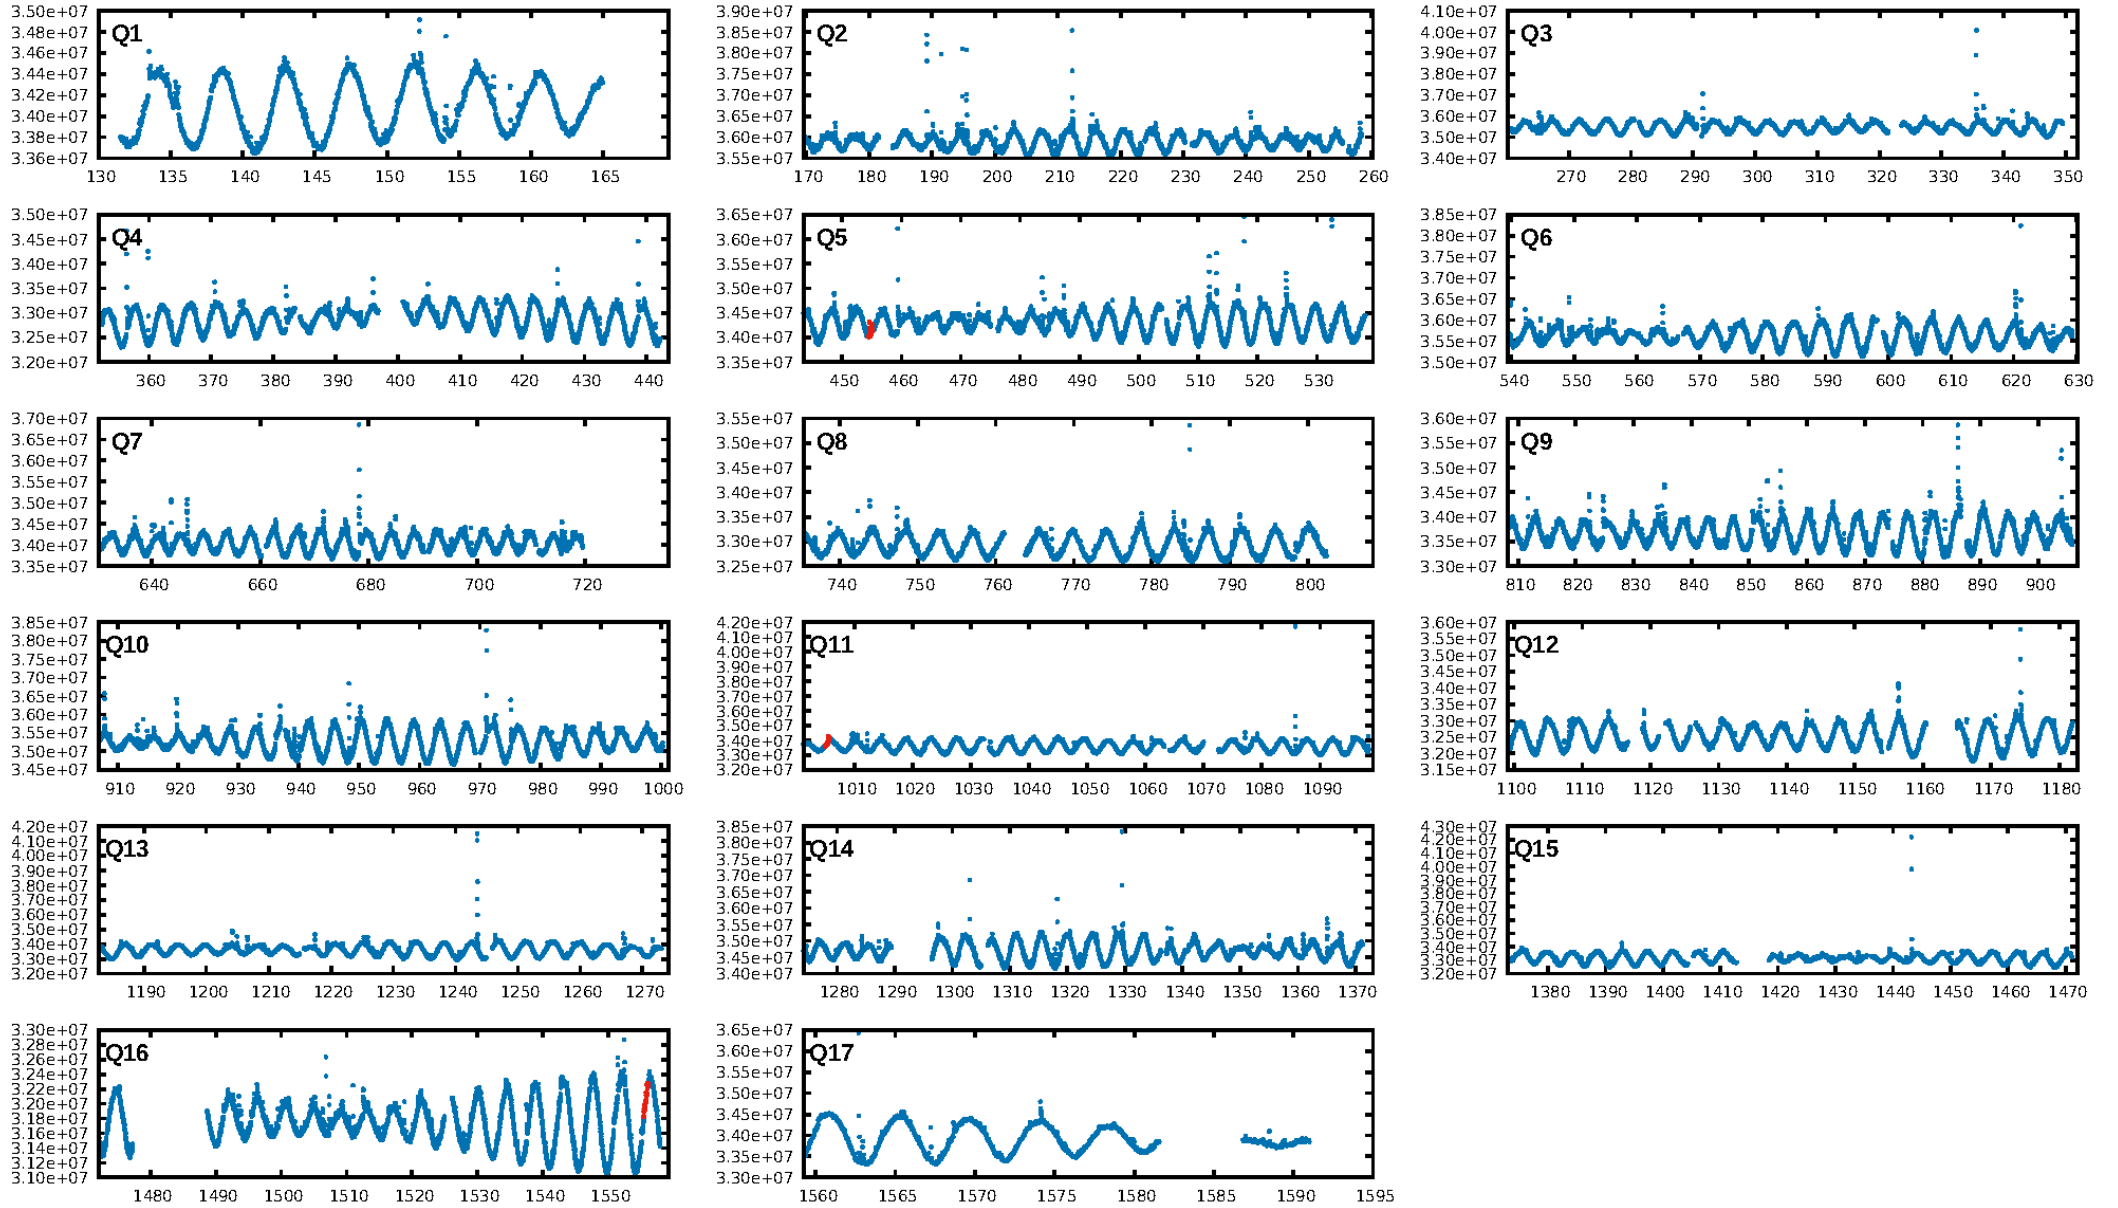 3.50e+07
3.48e+07
3.46e+07
3.44e+07
3.42e+07
3.40e+07
3.38e+07
3.36e+07
Q1
130 135 140 145 150 155 160 165
3.90e+07
3.85e+07
3.80e+07
3.75e+07
3.70e+07
3.65e+07
3.60e+07
3.55e+07
Q2
170 180 190 200 210 220 230 240 250 260
4.10e+07
4.00e+07
3.90e+07
3.80e+07
3.70e+07
3.60e+07
3.50e+07
3.40e+07
Q3
270 280 290 300 310 320 330 340 350
3.50e+07
3.45e+07
3.40e+07
3.35e+07
3.30e+07
3.25e+07
3.20e+07
Q4
360 370 380 390 400 410 420 430 440
3.65e+07
3.60e+07
3.55e+07
3.50e+07
3.45e+07
3.40e+07
3.35e+07
Q5
450 460 470 480 490 500 510 520 530
3.85e+07
3.80e+07
3.75e+07
3.70e+07
3.65e+07
3.60e+07
3.55e+07
3.50e+07
Q6
540 550 560 570 580 590 600 610 620 630
3.70e+07
3.65e+07
3.60e+07
3.55e+07
3.50e+07
3.45e+07
3.40e+07
3.35e+07
Q7
640 660 680 700 720
3.55e+07
3.50e+07
3.45e+07
3.40e+07
3.35e+07
3.30e+07
3.25e+07
Q8
740 750 760 770 780 790 800
3.60e+07
3.55e+07
3.50e+07
3.45e+07
3.40e+07
3.35e+07
3.30e+07
Q9
810 820 830 840 850 860 870 880 890 900
3.85e+07
3.80e+07
3.75e+07
3.70e+07
3.65e+07
3.60e+07
3.55e+07
3.50e+07
3.45e+07
Q10
910 920 930 940 950 960 970 980 990 1000
4.20e+07
4.10e+07
4.00e+07
3.90e+07
3.80e+07
3.70e+07
3.60e+07
3.50e+07
3.40e+07
3.30e+07
3.20e+07
Q11
1010 1020 1030 1040 1050 1060 1070 1080 1090
3.60e+07
3.55e+07
3.50e+07
3.45e+07
3.40e+07
3.35e+07
3.30e+07
3.25e+07
3.20e+07
3.15e+07
Q12
1100 1110 1120 1130 1140 1150 1160 1170 1180
4.20e+07
4.10e+07
4.00e+07
3.90e+07
3.80e+07
3.70e+07
3.60e+07
3.50e+07
3.40e+07
3.30e+07
3.20e+07
Q13
1190 1200 1210 1220 1230 1240 1250 1260 1270
3.85e+07
3.80e+07
3.75e+07
3.70e+07
3.65e+07
3.60e+07
3.55e+07
3.50e+07
3.45e+07
3.40e+07
Q14
1280 1290 1300 1310 1320 1330 1340 1350 1360 1370
4.30e+07
4.20e+07
4.10e+07
4.00e+07
3.90e+07
3.80e+07
3.70e+07
3.60e+07
3.50e+07
3.40e+07
3.30e+07
3.20e+07
Q15
1380 1390 1400 1410 1420 1430 1440 1450 1460 1470
3.30e+07
3.28e+07
3.26e+07
3.24e+07
3.22e+07
3.20e+07
3.18e+07
3.16e+07
3.14e+07
3.12e+07
3.10e+07
Q16
1480 1490 1500 1510 1520 1530 1540 1550
3.65e+07
3.60e+07
3.55e+07
3.50e+07
3.45e+07
3.40e+07
3.35e+07
3.30e+07
Q17
1560 1565 1570 1575 1580 1585 1590 1595